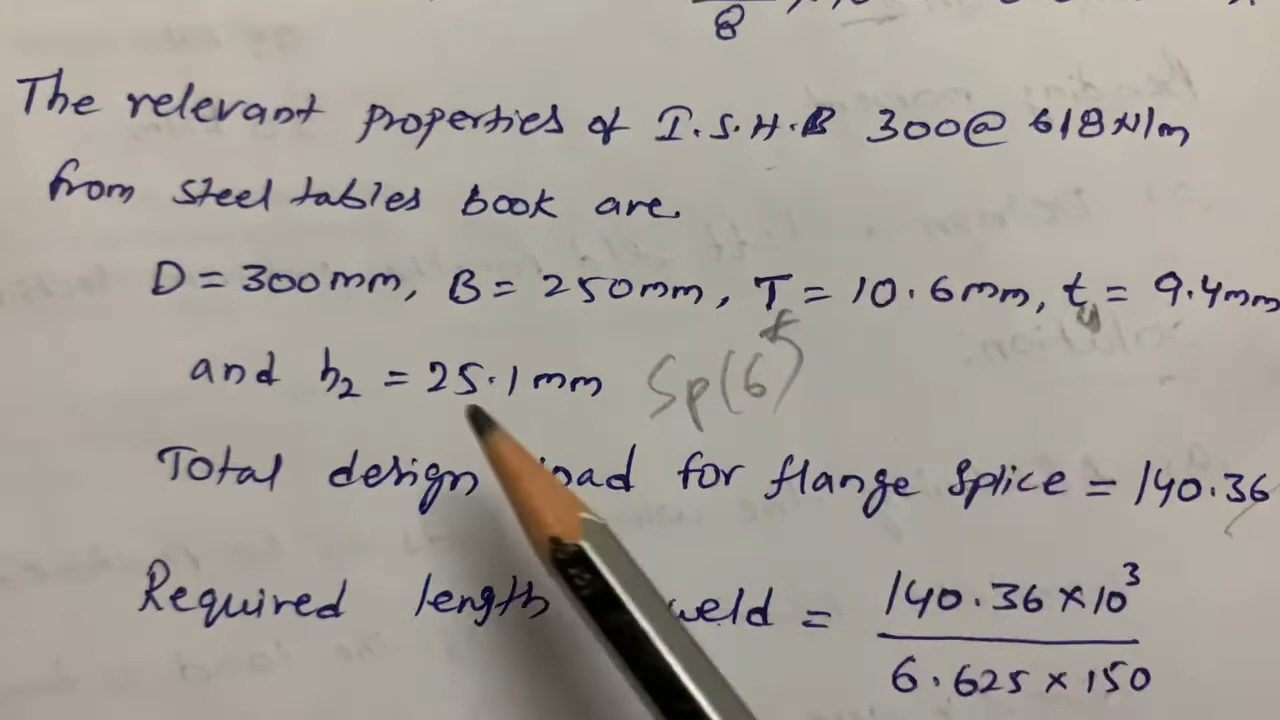 8
The relevant properties of I.S.H.B 300@ 618N/m
from steel tables book are.
D = 300mm, B = 250mm, T = 10.6mm, t = 9.4mm
and h2 = 25.1mm Sp(6)
Total design load for flange splice = 140.36
Required length weld = 140.36 × 10³
6.625 × 150